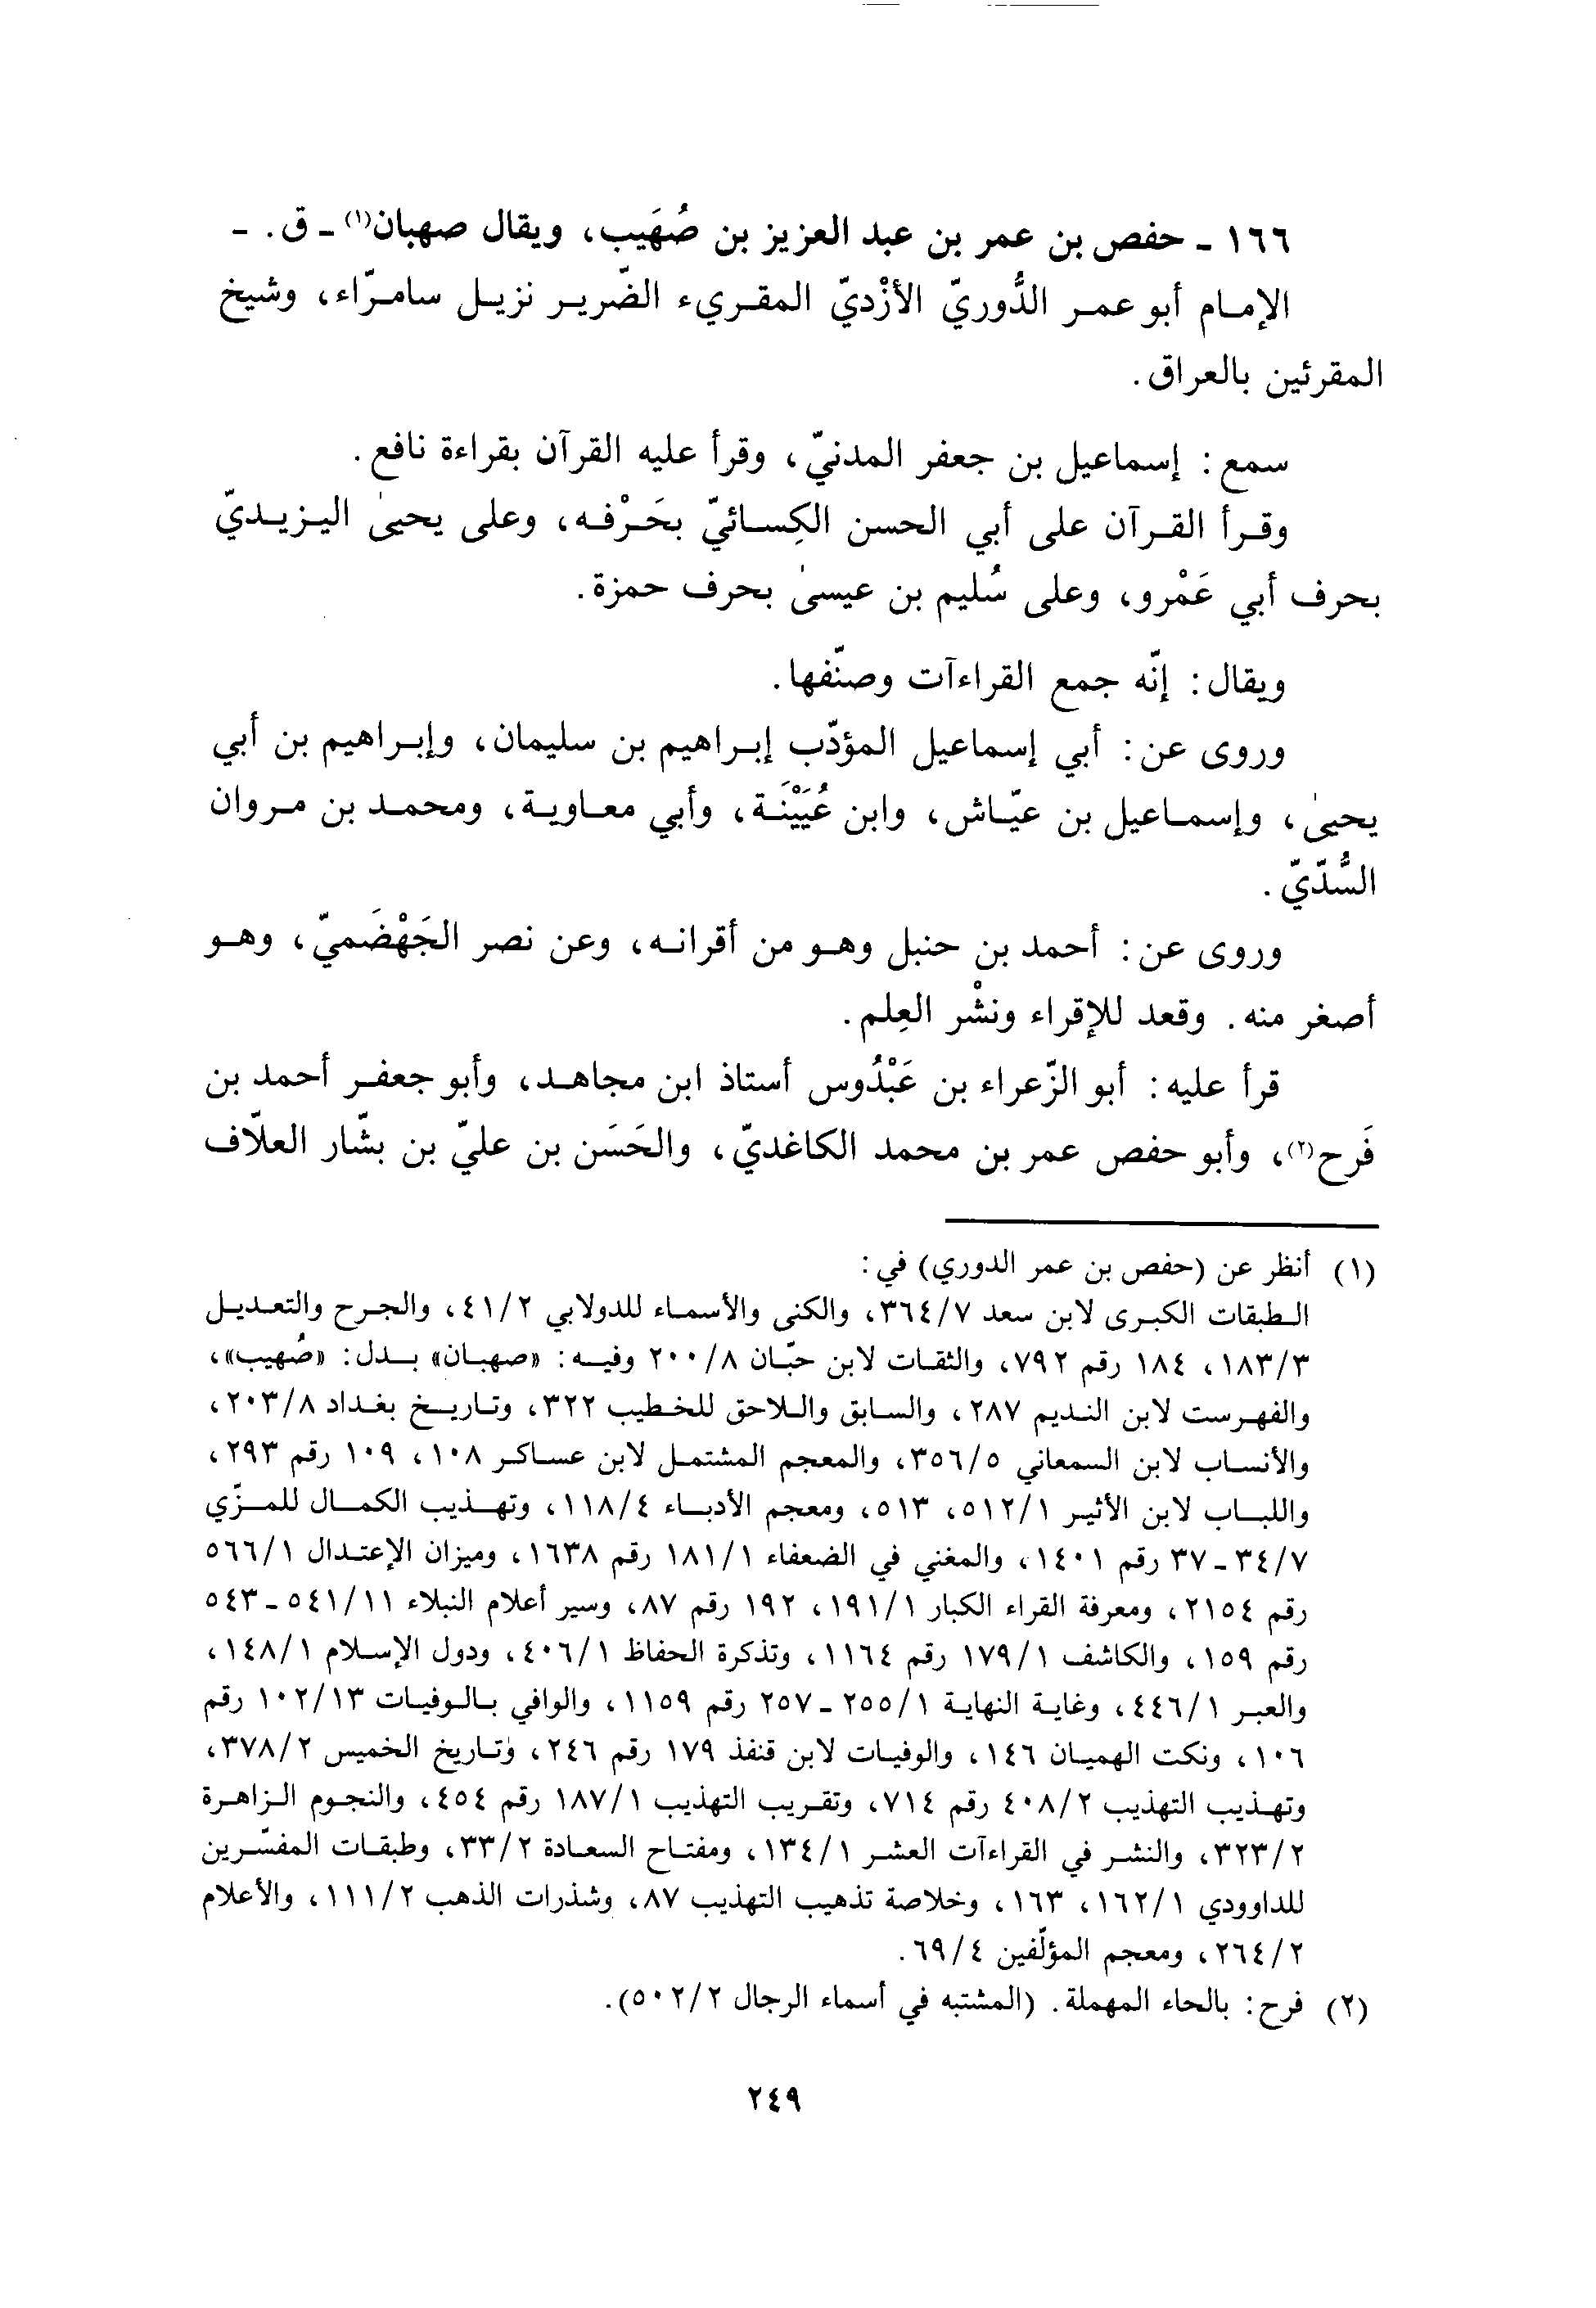 ١٦٦ ـ حفص بن عمر بن عبد العزيز بن صُهَيب، ويقال صهبان(١) ـ ق. ـ
الإمام أبو عمر الدُّوريّ الأزْديّ المقريء الضّرير نزيل سامرّاء، وشيخ
المقرئين بالعراق.
سمع: إسماعيل بن جعفر المدنيّ، وقرأ عليه القرآن بقراءة نافع.
وقرأ القرآن على أبي الحسن الكِسائيّ بحَرْفه، وعلى يحيىٰ اليزيديّ
بحرف أبي عَمْرو، وعلى سُليم بن عيسىٰ بحرف حمزة.
ويقال: إنّه جمع القراءآت وصنّفها.
وروى عن: أبي إسماعيل المؤدّب إبراهيم بن سليمان، وإبراهيم بن أبي
يحيىٰ، وإسماعيل بن عيّاش، وابن عُيَيْنَة، وأبي معاوية، ومحمد بن مروان
السُّدّيّ.
وروى عن: أحمد بن حنبل وهو من أقرانه، وعن نصر الجَهْضَميّ، وهو
أصغر منه. وقعد للإقراء ونشْر العِلم.
قرأ عليه: أبو الزّعراء بن عَبْدُوس أستاذ ابن مجاهد، وأبو جعفر أحمد بن
فَرح(٢)، وأبو حفص عمر بن محمد الكاغديّ، والحَسَن بن عليّ بن بشّار العلّاف
(١) أنظر عن (حفص بن عمر الدوري) في:
الطبقات الكبرى لابن سعد ٣٦٤/٧، والكنى والأسماء للدولابي ٤١/٢، والجرح والتعديل
١٨٣/٣، ١٨٤ رقم ٧٩٢، والثقات لابن حبّان ٢٠٠/٨ وفيه: «صهبان» بدل: «صُهيب»،
والفهرست لابن النديم ٢٨٧، والسابق واللاحق للخطيب ٣٢٢، وتاريخ بغداد ٢٠٣/٨،
والأنساب لابن السمعاني ٣٥٦/٥، والمعجم المشتمل لابن عساكر ١٠٨، ١٠٩ رقم ٢٩٣،
واللباب لابن الأثير ٥١٢/١، ٥١٣، ومعجم الأدباء ١١٨/٤، وتهذيب الكمال للمزّي
٣٤/٧ ـ ٣٧ رقم ١٤٠١، والمغني في الضعفاء ١٨١/١ رقم ١٦٣٨، وميزان الإعتدال ٥٦٦/١
رقم ٢١٥٤، ومعرفة القراء الكبار ١٩١/١، ١٩٢ رقم ٨٧، وسير أعلام النبلاء ٥٤١/١١ ـ ٥٤٣
رقم ١٥٩، والكاشف ١٧٩/١ رقم ١١٦٤، وتذكرة الحفاظ ٤٠٦/١، ودول الإسلام ١٤٨/١،
والعبر ٤٤٦/١، وغاية النهاية ٢٥٥/١ ـ ٢٥٧ رقم ١١٥٩، والوافي بالوفيات ١٠٢/١٣ رقم
١٠٦، ونكت الهميان ١٤٦، والوفيات لابن قنفذ ١٧٩ رقم ٢٤٦، وتاريخ الخميس ٣٧٨/٢،
وتهذيب التهذيب ٤٠٨/٢ رقم ٧١٤، وتقريب التهذيب ١٨٧/١ رقم ٤٥٤، والنجوم الزاهرة
٣٢٣/٢، والنشر في القراءآت العشر ١٣٤/١، ومفتاح السعادة ٣٣/٢، وطبقات المفسّرين
للداوودي ١٦٢/١، ١٦٣، وخلاصة تذهيب التهذيب ٨٧، وشذرات الذهب ١١١/٢، والأعلام
٢٦٤/٢، ومعجم المؤلّفين ٦٩/٤.
(٢) فرح: بالحاء المهملة. (المشتبه في أسماء الرجال ٥٠٢/٢).
٢٤٩